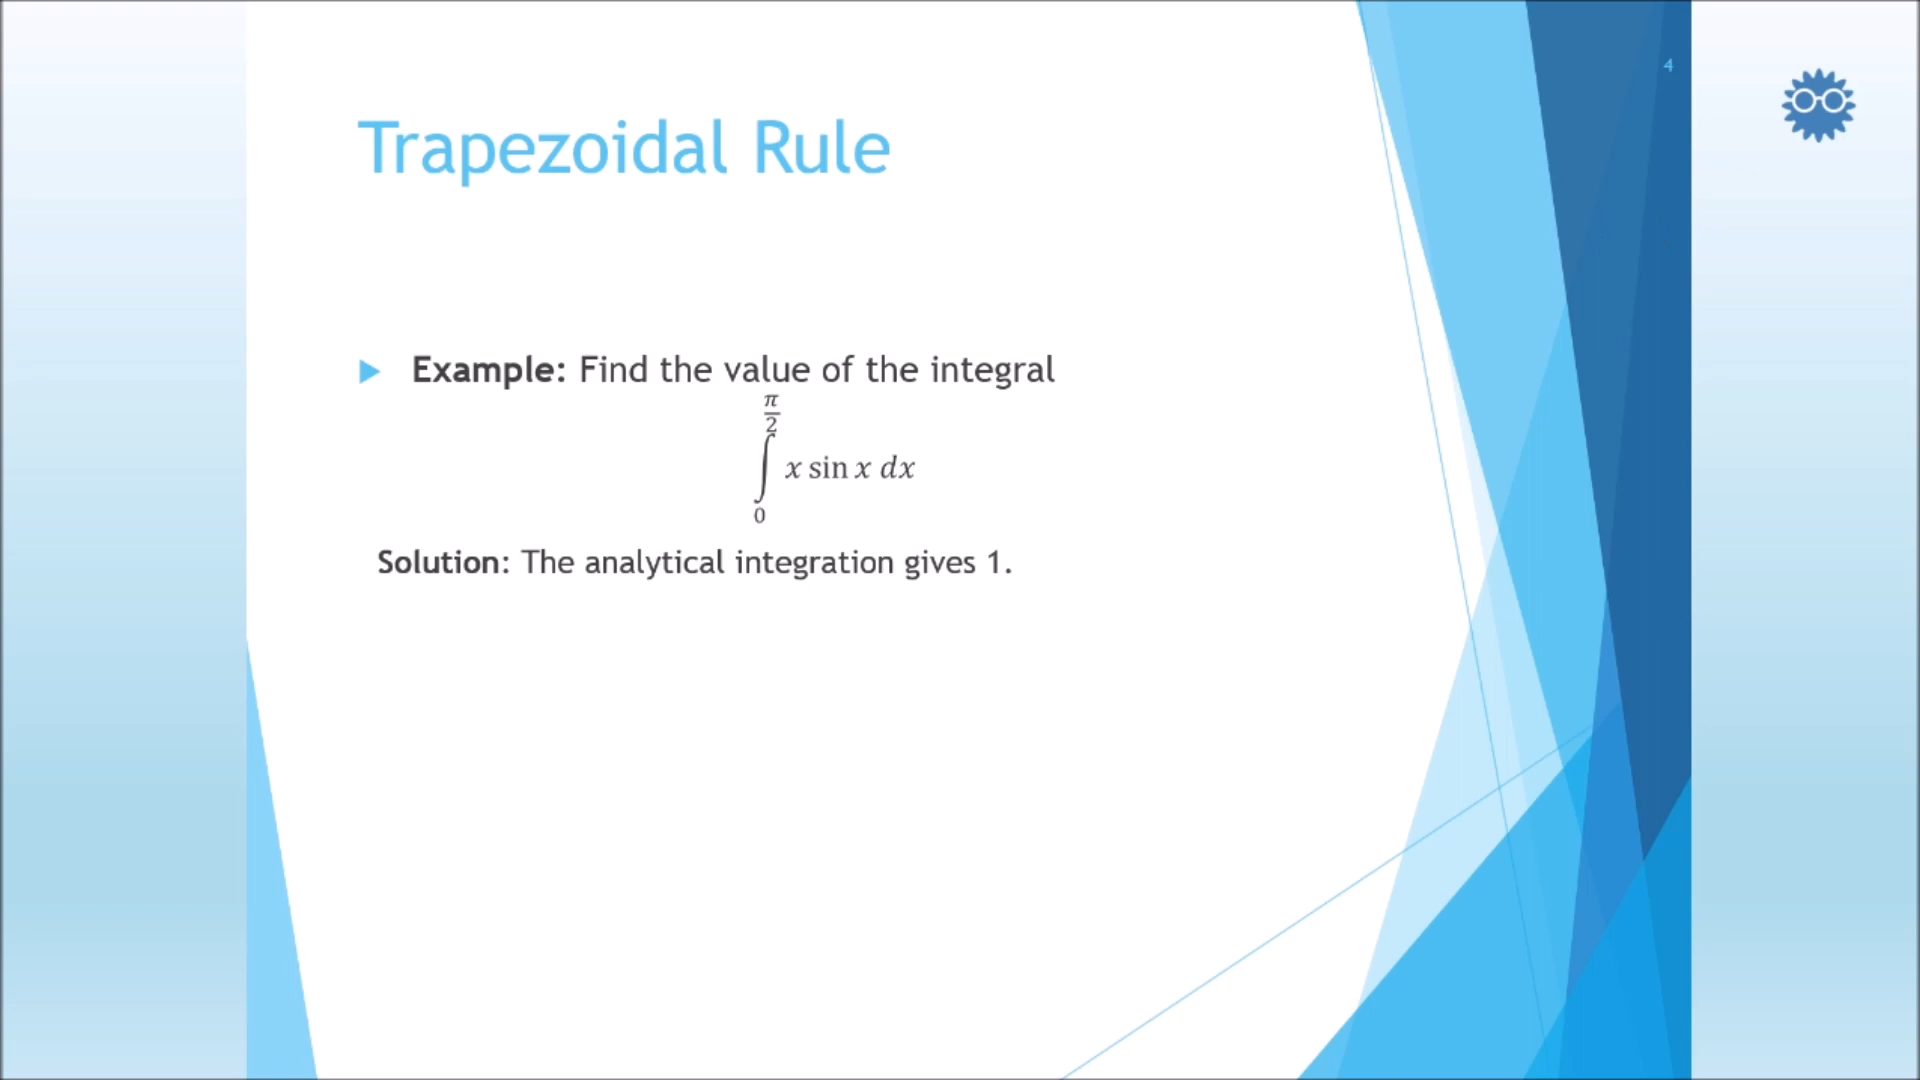 4
Trapezoidal Rule
Example: Find the value of the integral
π/2
∫ x sin x dx
0
Solution: The analytical integration gives 1.